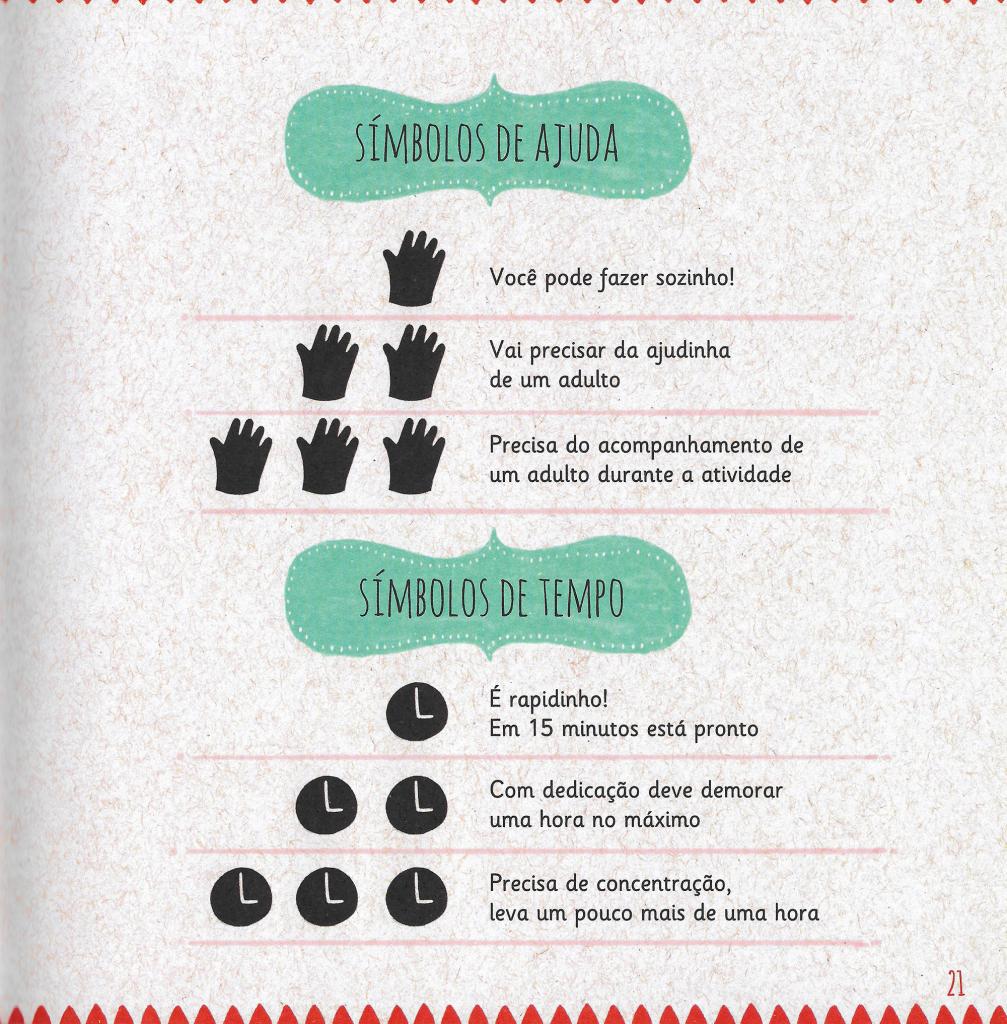 SÍMBOLOS DE AJUDA
Você pode fazer sozinho!
Vai precisar da ajudinha
de um adulto
Precisa do acompanhamento de
um adulto durante a atividade
SÍMBOLOS DE TEMPO
É rapidinho!
Em 15 minutos está pronto
Com dedicação deve demorar
uma hora no máximo
Precisa de concentração,
leva um pouco mais de uma hora
21